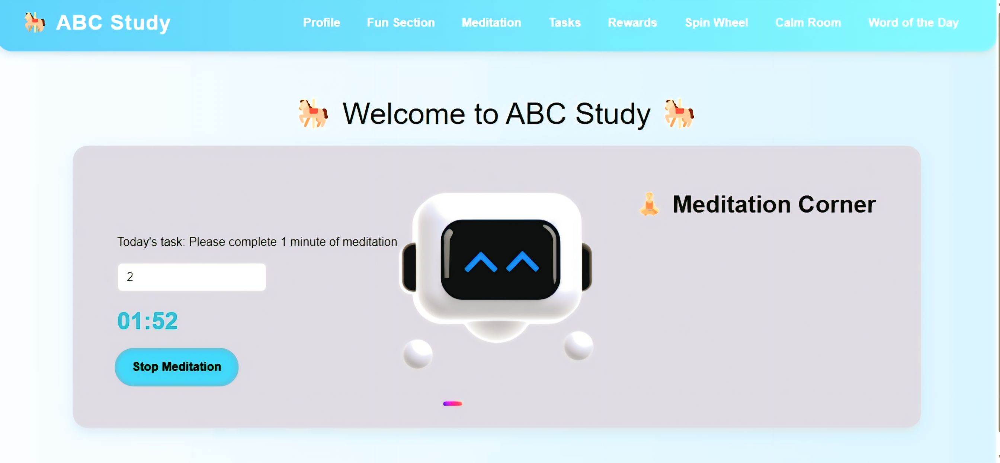 ABC Study
Profile Fun Section Meditation Tasks Rewards Spin Wheel Calm Room Word of the Day
Welcome to ABC Study
Meditation Corner
Today's task: Please complete 1 minute of meditation
2
01:52
Stop Meditation